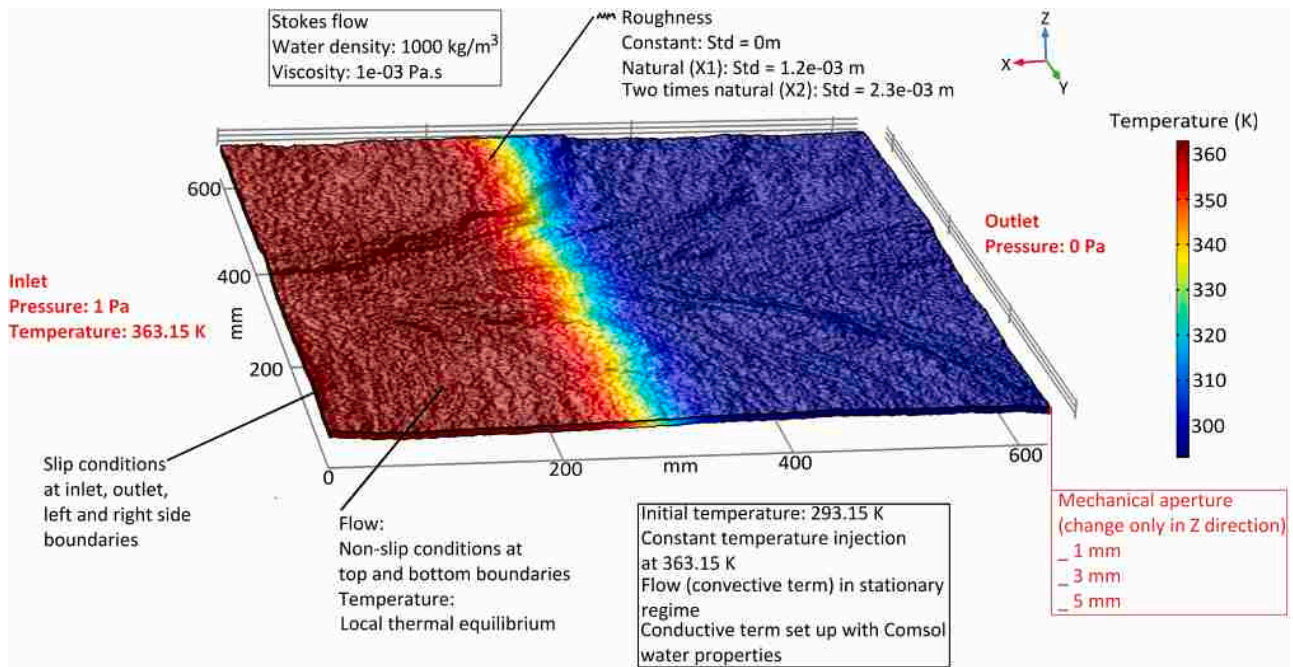 Stokes flow
Water density: 1000 kg/m³
Viscosity: 1e-03 Pa.s
Roughness
Constant: Std = 0m
Natural (X1): Std = 1.2e-03 m
Two times natural (X2): Std = 2.3e-03 m
Z
X
Y
Temperature (K)
360
350
340
330
320
310
300
Outlet
Pressure: 0 Pa
Inlet
Pressure: 1 Pa
Temperature: 363.15 K
600
400
200
mm
0
200
mm
400
600
Slip conditions
at inlet, outlet,
left and right side
boundaries
Flow:
Non-slip conditions at
top and bottom boundaries
Temperature:
Local thermal equilibrium
Initial temperature: 293.15 K
Constant temperature injection
at 363.15 K
Flow (convective term) in stationary
regime
Conductive term set up with Comsol
water properties
Mechanical aperture
(change only in Z direction)
_ 1 mm
_ 3 mm
_ 5 mm